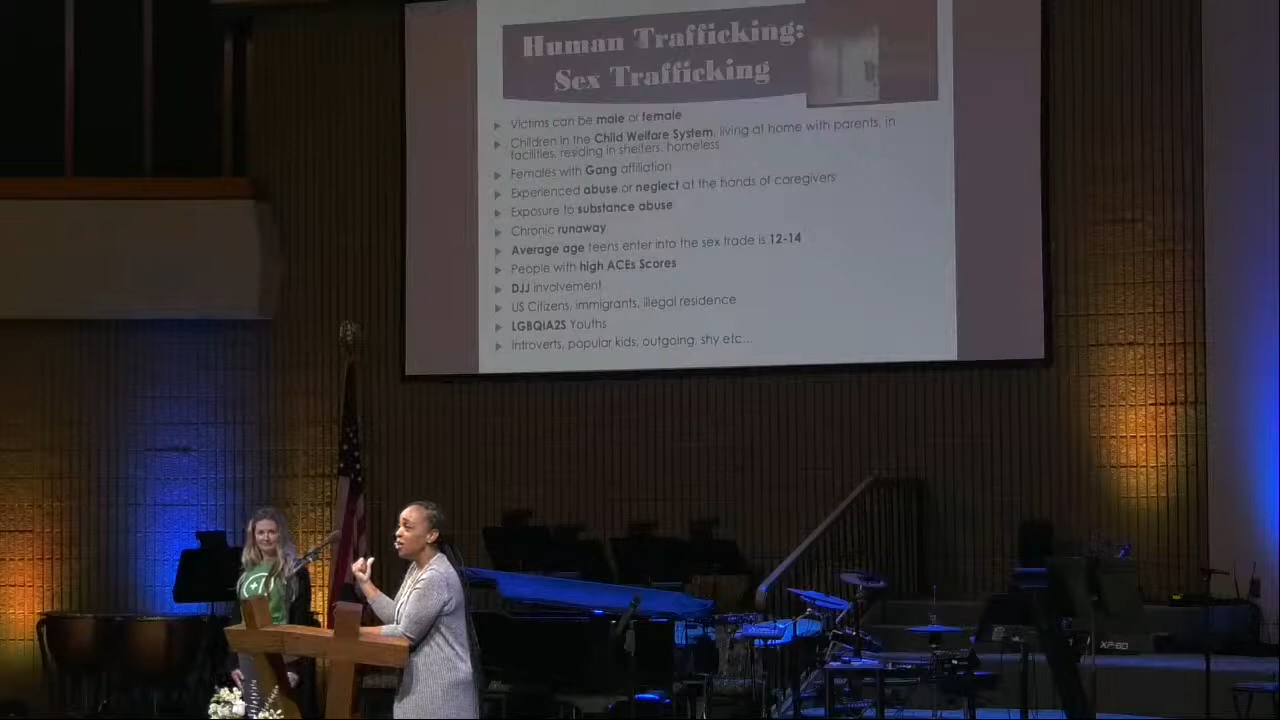 Human Trafficking:
Sex Trafficking
Victims can be male or female
Children in the Child Welfare System, living at home with parents, in
facilities, residing in shelters, homeless
Females with Gang affiliation
Experienced abuse or neglect at the hands of caregivers
Exposure to substance abuse
Chronic runaway
Average age teens enter into the sex trade is 12-14
People with high ACEs Scores
DJJ involvement
US Citizens, immigrants, illegal residence
LGBQIA2S Youths
Introverts, popular kids, outgoing, shy etc...
XP-80